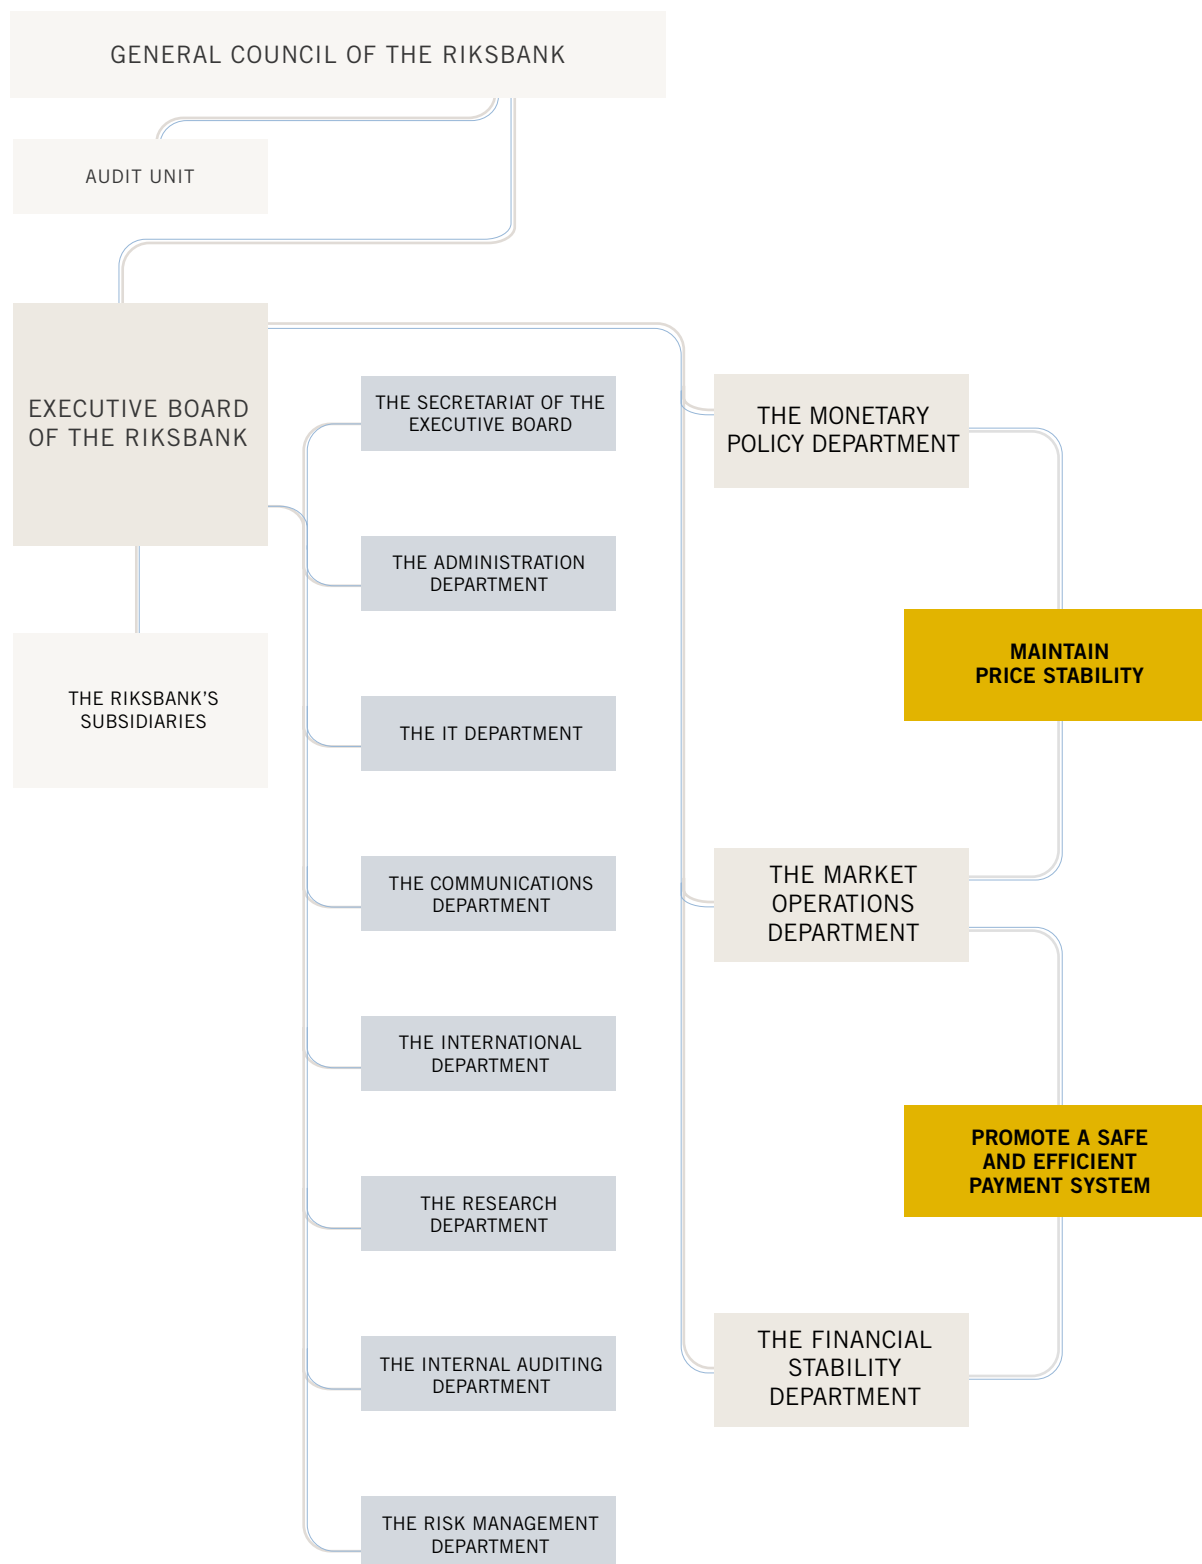 GENERAL COUNCIL OF THE RIKSBANK
AUDIT UNIT
EXECUTIVE BOARD
OF THE RIKSBANK
THE RIKSBANK’S
SUBSIDIARIES
THE SECRETARIAT OF THE
EXECUTIVE BOARD
THE ADMINISTRATION
DEPARTMENT
THE IT DEPARTMENT
THE COMMUNICATIONS
DEPARTMENT
THE INTERNATIONAL
DEPARTMENT
THE RESEARCH
DEPARTMENT
THE INTERNAL AUDITING
DEPARTMENT
THE RISK MANAGEMENT
DEPARTMENT
THE MONETARY
POLICY DEPARTMENT
MAINTAIN
PRICE STABILITY
THE MARKET
OPERATIONS
DEPARTMENT
PROMOTE A SAFE
AND EFFICIENT
PAYMENT SYSTEM
THE FINANCIAL
STABILITY
DEPARTMENT